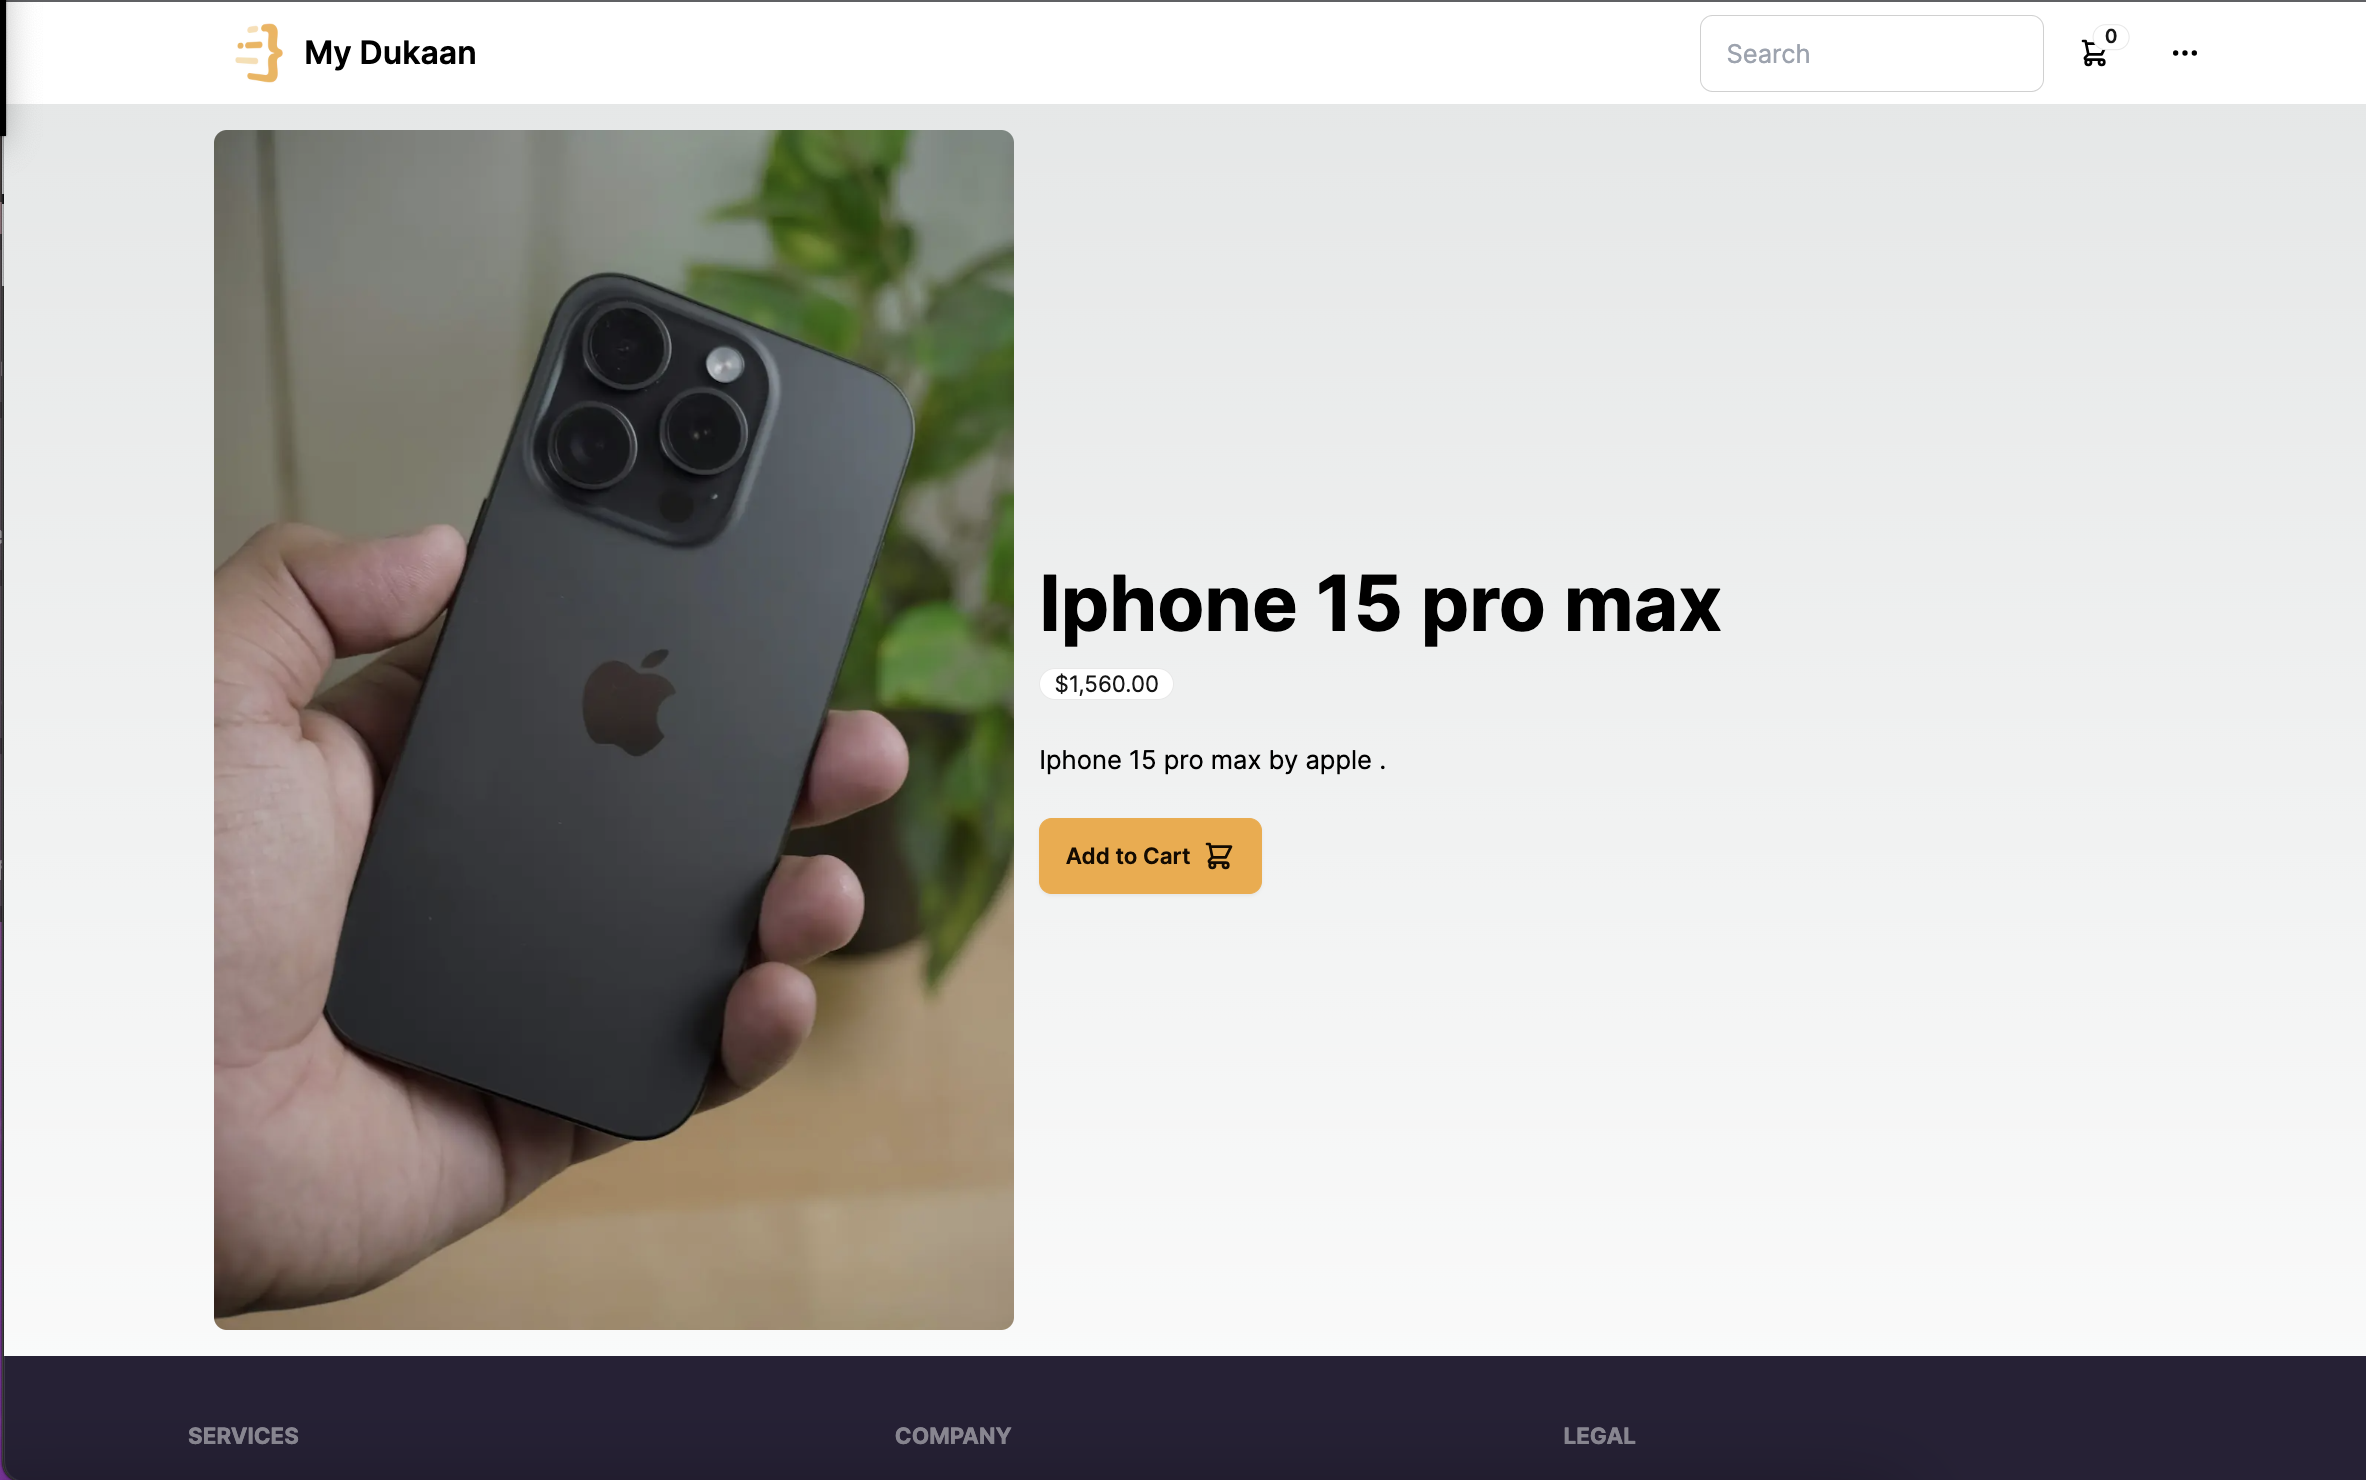 My Dukaan
Search
0
Iphone 15 pro max
$1,560.00
Iphone 15 pro max by apple .
Add to Cart
SERVICES
COMPANY
LEGAL